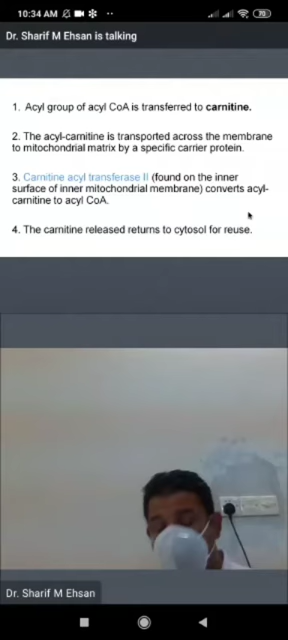 10:34 AM
70
Dr. Sharif M Ehsan is talking
1. Acyl group of acyl CoA is transferred to carnitine.
2. The acyl-carnitine is transported across the membrane
to mitochondrial matrix by a specific carrier protein.
3. Carnitine acyl transferase II (found on the inner
surface of inner mitochondrial membrane) converts acyl-
carnitine to acyl CoA.
4. The carnitine released returns to cytosol for reuse.
Dr. Sharif M Ehsan